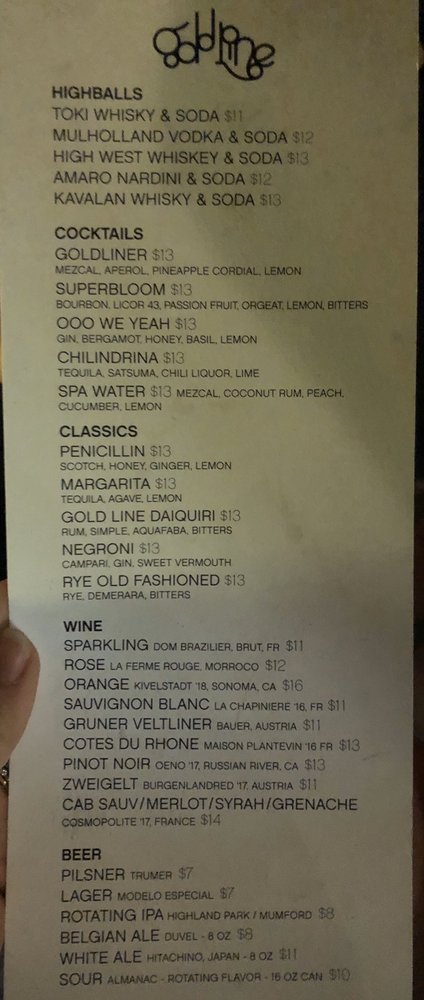 goldline
HIGHBALLS
TOKI WHISKY & SODA $11
MULHOLLAND VODKA & SODA $12
HIGH WEST WHISKEY & SODA $13
AMARO NARDINI & SODA $12
KAVALAN WHISKY & SODA $13
COCKTAILS
GOLDLINER $13
MEZCAL, APEROL, PINEAPPLE CORDIAL, LEMON
SUPERBLOOM $13
BOURBON, LICOR 43, PASSION FRUIT, ORGEAT, LEMON, BITTERS
OOO WE YEAH $13
GIN, BERGAMOT, HONEY, BASIL, LEMON
CHILINDRINA $13
TEQUILA, SATSUMA, CHILI LIQUOR, LIME
SPA WATER $13 MEZCAL, COCONUT RUM, PEACH,
CUCUMBER, LEMON
CLASSICS
PENICILLIN $13
SCOTCH, HONEY, GINGER, LEMON
MARGARITA $13
TEQUILA, AGAVE, LEMON
GOLD LINE DAIQUIRI $13
RUM, SIMPLE, AQUAFABA, BITTERS
NEGRONI $13
CAMPARI, GIN, SWEET VERMOUTH
RYE OLD FASHIONED $13
RYE, DEMERARA, BITTERS
WINE
SPARKLING DOM BRAZILIER, BRUT, FR $11
ROSE LA FERME ROUGE, MORROCO $12
ORANGE KIVELSTADT '18, SONOMA, CA $16
SAUVIGNON BLANC LA CHAPINIERE '16, FR $11
GRUNER VELTLINER BAUER, AUSTRIA $11
COTES DU RHONE MAISON PLANTEVIN '16 FR $13
PINOT NOIR OENO '17, RUSSIAN RIVER, CA $13
ZWEIGELT BURGENLANDRED '17, AUSTRIA $11
CAB SAUV/MERLOT/SYRAH/GRENACHE
COSMOPOLITE '17, FRANCE $14
BEER
PILSNER TRUMER $7
LAGER MODELO ESPECIAL $7
ROTATING IPA HIGHLAND PARK / MUMFORD $8
BELGIAN ALE DUVEL - 8 OZ $8
WHITE ALE HITACHINO, JAPAN - 8 OZ $11
SOUR ALMANAC - ROTATING FLAVOR - 16 OZ CAN $10